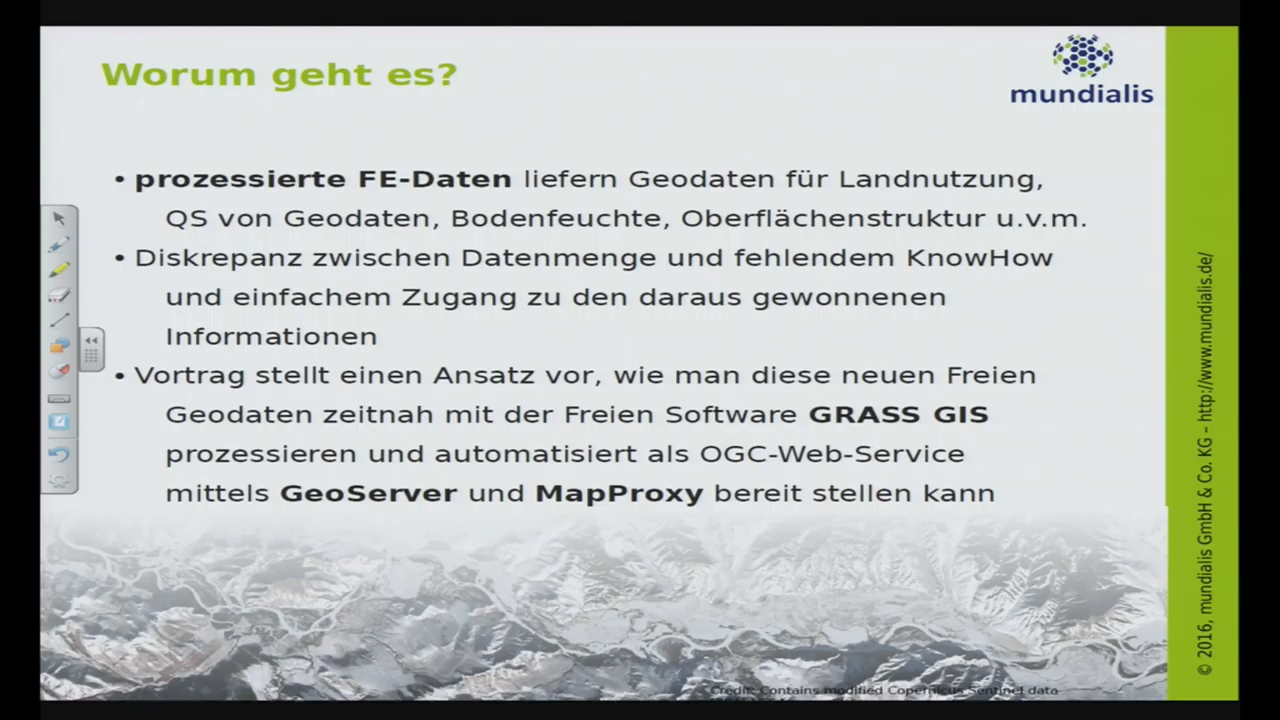 Worum geht es?
mundialis
• prozessierte FE-Daten liefern Geodaten für Landnutzung,
QS von Geodaten, Bodenfeuchte, Oberflächenstruktur u.v.m.
• Diskrepanz zwischen Datenmenge und fehlendem KnowHow
und einfachem Zugang zu den daraus gewonnenen
Informationen
• Vortrag stellt einen Ansatz vor, wie man diese neuen Freien
Geodaten zeitnah mit der Freien Software GRASS GIS
prozessieren und automatisiert als OGC-Web-Service
mittels GeoServer und MapProxy bereit stellen kann
Credit: Contains modified Copernicus Sentinel data
© 2016, mundialis GmbH & Co. KG – http://www.mundialis.de/